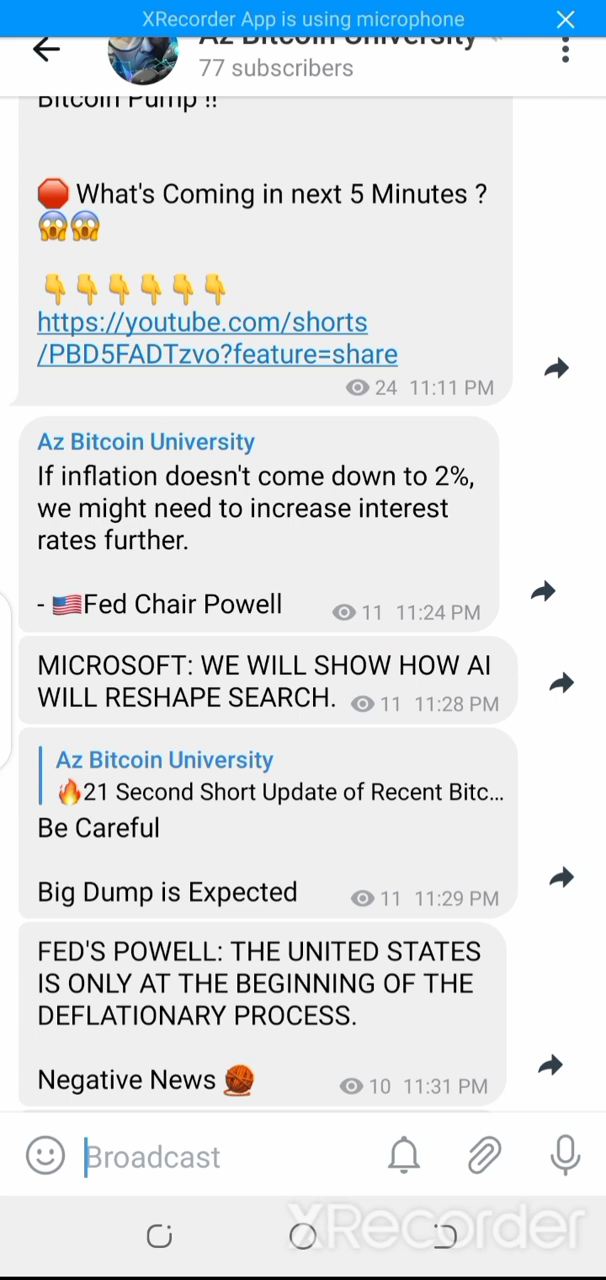 XRecorder App is using microphone
Az Bitcoin University
77 subscribers
Bitcoin Pump !!
🛑 What's Coming in next 5 Minutes ?
😱😱
👇👇👇👇👇👇
https://youtube.com/shorts
/PBD5FADTzvo?feature=share
24 11:11 PM
Az Bitcoin University
If inflation doesn't come down to 2%,
we might need to increase interest
rates further.
- 🇺🇸Fed Chair Powell
11 11:24 PM
MICROSOFT: WE WILL SHOW HOW AI
WILL RESHAPE SEARCH.
11 11:28 PM
Az Bitcoin University
🔥21 Second Short Update of Recent Bitc...
Be Careful
Big Dump is Expected
11 11:29 PM
FED'S POWELL: THE UNITED STATES
IS ONLY AT THE BEGINNING OF THE
DEFLATIONARY PROCESS.
Negative News 🧶
10 11:31 PM
Broadcast
XRecorder